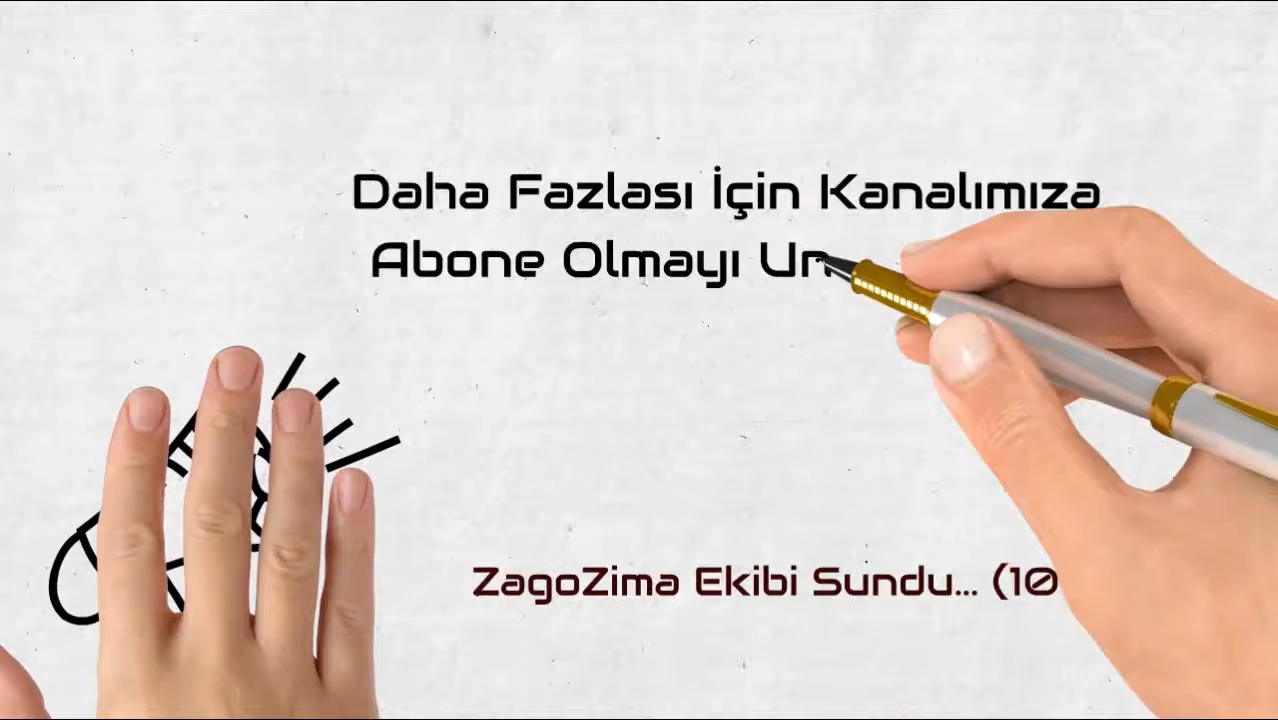 Daha Fazlası İçin Kanalımıza
Abone Olmayı Un
ZagoZima Ekibi Sundu... (10